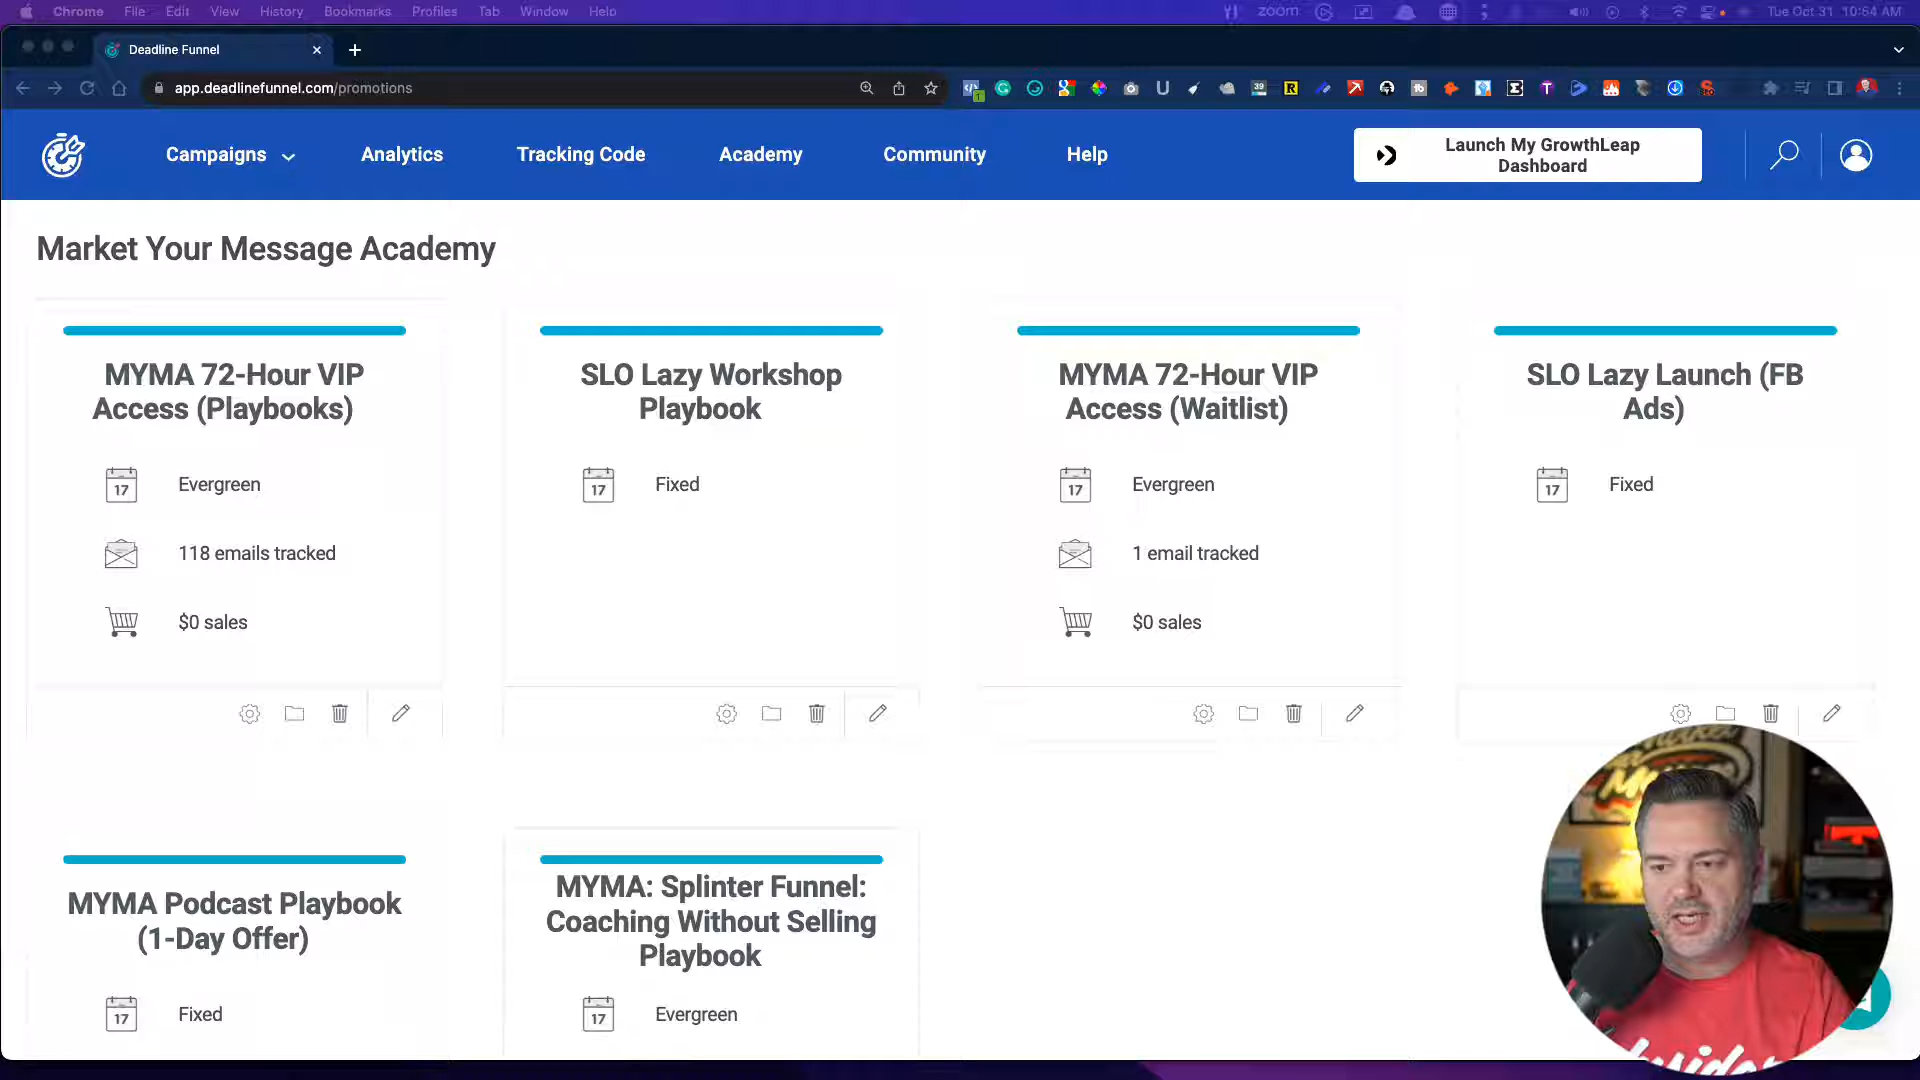 Chrome File Edit View History Bookmarks Profiles Tab Window Help zoom Tue Oct 31 10:54 AM
Deadline Funnel
app.deadlinefunnel.com/promotions
Campaigns Analytics Tracking Code Academy Community Help
Launch My GrowthLeap
Dashboard
Market Your Message Academy
MYMA 72-Hour VIP
Access (Playbooks)
17 Evergreen
118 emails tracked
$0 sales
SLO Lazy Workshop
Playbook
17 Fixed
MYMA 72-Hour VIP
Access (Waitlist)
17 Evergreen
1 email tracked
$0 sales
SLO Lazy Launch (FB
Ads)
17 Fixed
MYMA Podcast Playbook
(1-Day Offer)
17 Fixed
MYMA: Splinter Funnel:
Coaching Without Selling
Playbook
17 Evergreen